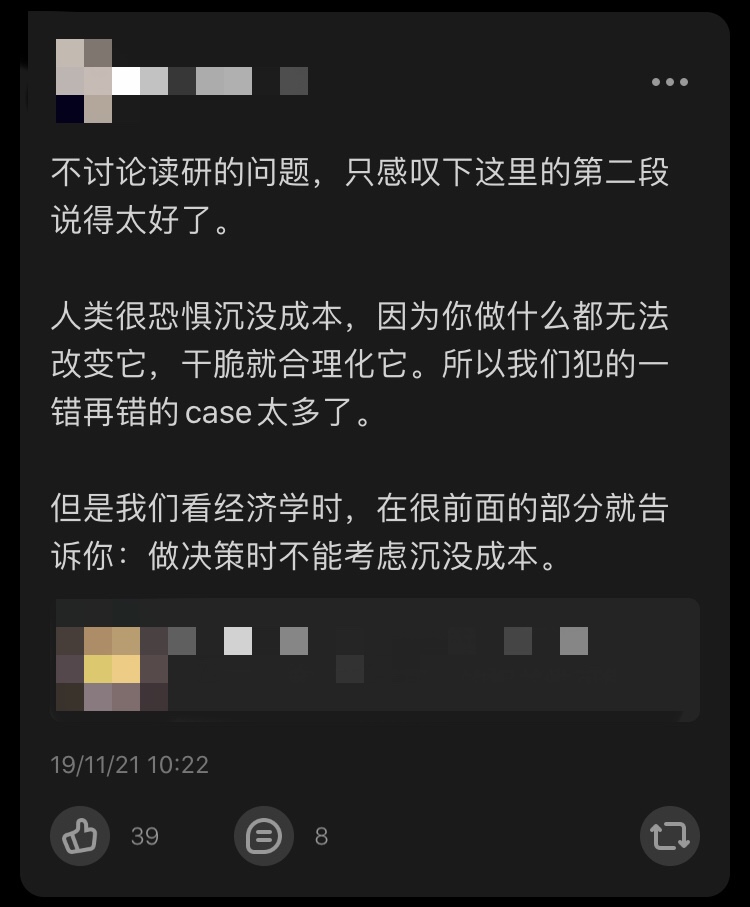 不讨论读研的问题，只感叹下这里的第二段
说得太好了。
人类很恐惧沉没成本，因为你做什么都无法
改变它，干脆就合理化它。所以我们犯的一
错再错的case太多了。
但是我们看经济学时，在很前面的部分就告
诉你：做决策时不能考虑沉没成本。
19/11/21 10:22
39
8